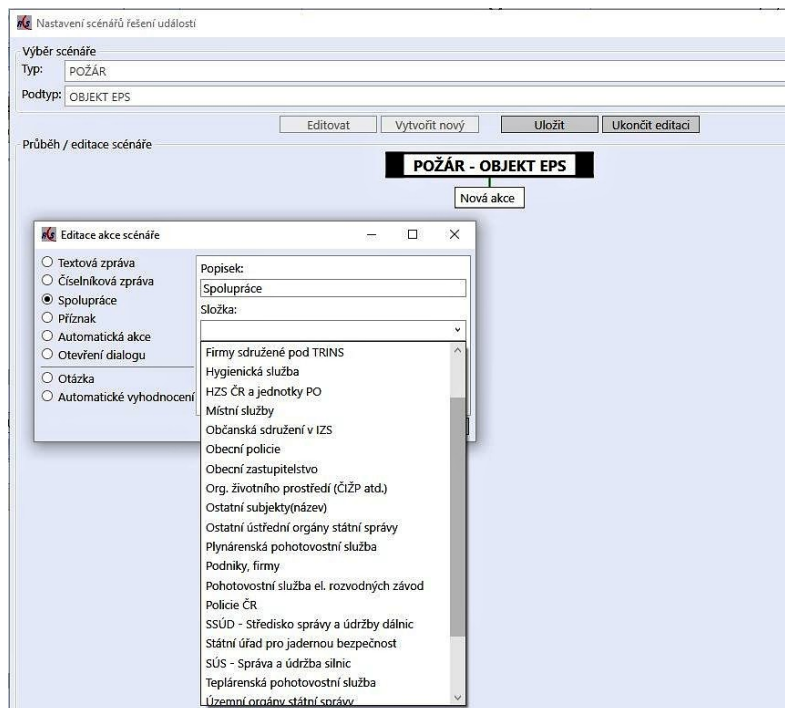 Nastavení scénářů řešení událostí
Výběr scénáře
Typ: POŽÁR
Podtyp: OBJEKT EPS
Editovat Vytvořit nový Uložit Ukončit editaci
Průběh / editace scénáře
POŽÁR - OBJEKT EPS
Nová akce
Editace akce scénáře
Textová zpráva
Číselníková zpráva
Spolupráce
Příznak
Automatická akce
Otevření dialogu
Otázka
Automatické vyhodnocení
Popisek:
Spolupráce
Složka:
Firmy sdružené pod TRINS
Hygienická služba
HZS ČR a jednotky PO
Místní služby
Občanská sdružení v IZS
Obecní policie
Obecní zastupitelstvo
Org. životního prostředí (ČIŽP atd.)
Ostatní subjekty(název)
Ostatní ústřední orgány státní správy
Plynárenská pohotovostní služba
Podniky, firmy
Pohotovostní služba el. rozvodných závod
Policie ČR
SSÚD - Středisko správy a údržby dálnic
Státní úřad pro jadernou bezpečnost
SÚS - Správa a údržba silnic
Teplárenská pohotovostní služba
Územní orgány státní správy